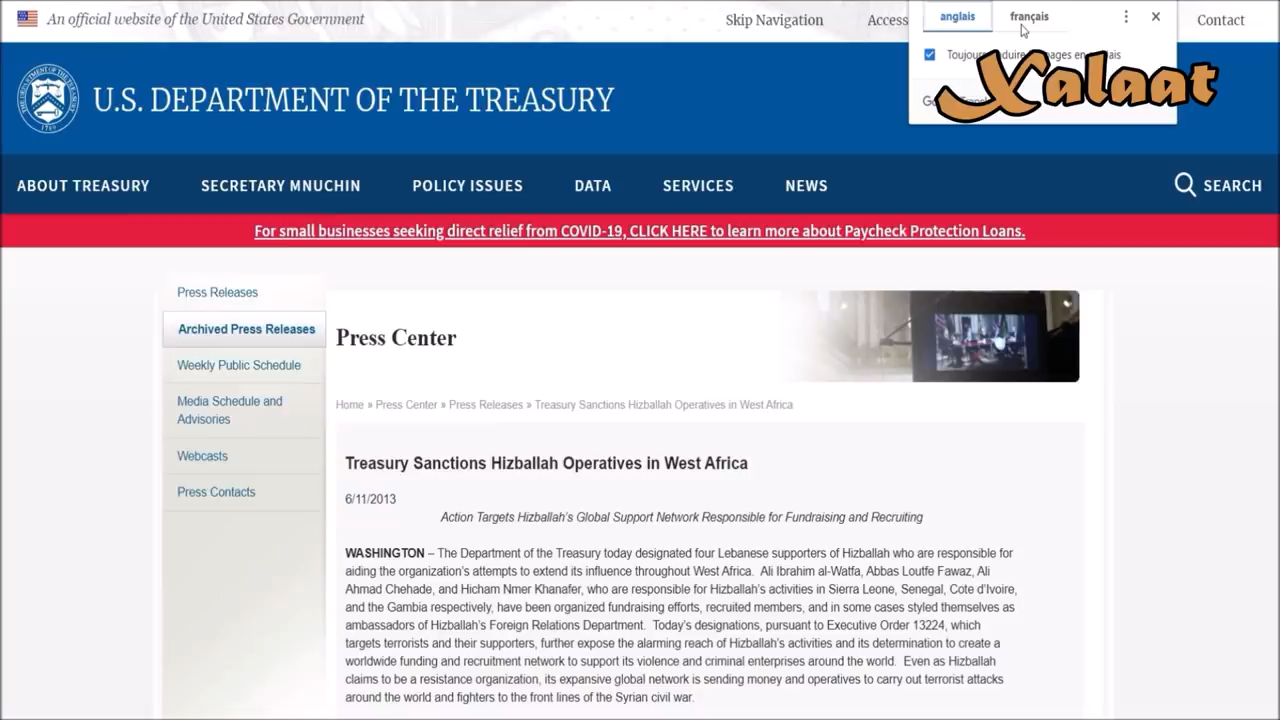 An official website of the United States Government
Skip Navigation
Access
anglais
français
Contact
Toujours
Xalaat
U.S. DEPARTMENT OF THE TREASURY
ABOUT TREASURY
SECRETARY MNUCHIN
POLICY ISSUES
DATA
SERVICES
NEWS
SEARCH
For small businesses seeking direct relief from COVID-19, CLICK HERE to learn more about Paycheck Protection Loans.
Press Releases
Archived Press Releases
Weekly Public Schedule
Media Schedule and
Advisories
Webcasts
Press Contacts
Press Center
Home » Press Center » Press Releases » Treasury Sanctions Hizballah Operatives in West Africa
Treasury Sanctions Hizballah Operatives in West Africa
6/11/2013
Action Targets Hizballah's Global Support Network Responsible for Fundraising and Recruiting
WASHINGTON – The Department of the Treasury today designated four Lebanese supporters of Hizballah who are responsible for
aiding the organization's attempts to extend its influence throughout West Africa. Ali Ibrahim al-Watfa, Abbas Loutfe Fawaz, Ali
Ahmad Chehade, and Hicham Nmer Khanafer, who are responsible for Hizballah's activities in Sierra Leone, Senegal, Cote d'Ivoire,
and the Gambia respectively, have been organized fundraising efforts, recruited members, and in some cases styled themselves as
ambassadors of Hizballah's Foreign Relations Department. Today's designations, pursuant to Executive Order 13224, which
targets terrorists and their supporters, further expose the alarming reach of Hizballah's activities and its determination to create a
worldwide funding and recruitment network to support its violence and criminal enterprises around the world. Even as Hizballah
claims to be a resistance organization, its expansive global network is sending money and operatives to carry out terrorist attacks
around the world and fighters to the front lines of the Syrian civil war.